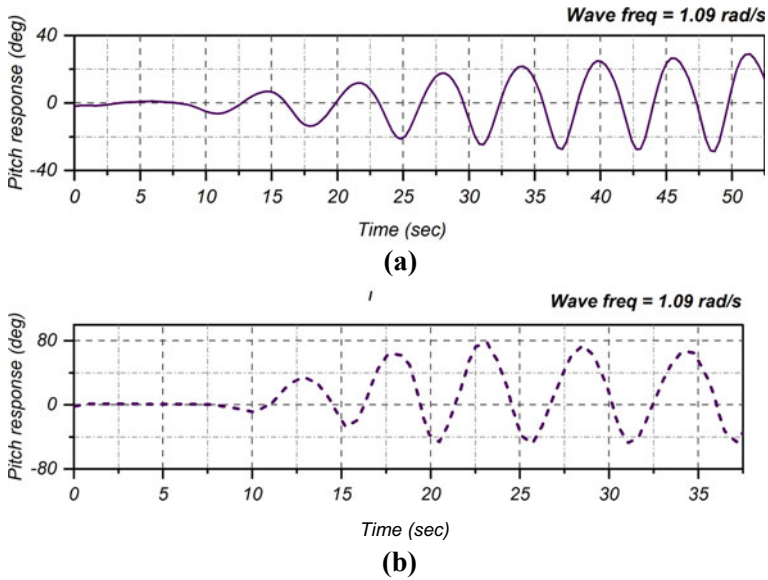 Wave freq = 1.09 rad/s
Pitch response (deg)
40
0
-40
0 5 10 15 20 25 30 35 40 45 50
Time (sec)
(a)
Wave freq = 1.09 rad/s
Pitch response (deg)
80
0
-80
0 5 10 15 20 25 30 35
Time (sec)
(b)